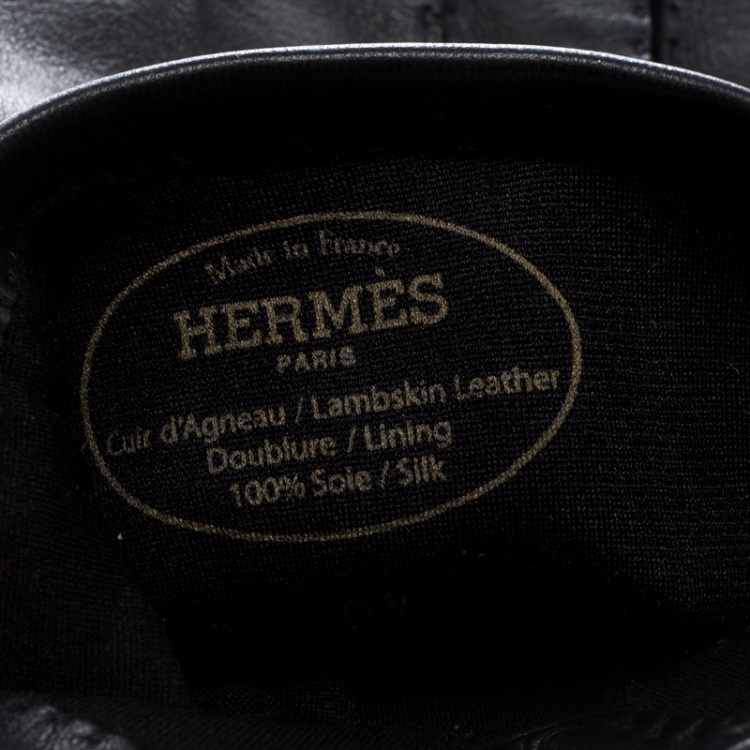 Made in France
HERMÈS
PARIS
Cuir d'Agneau / Lambskin Leather
Doublure / Lining
100% Soie / Silk